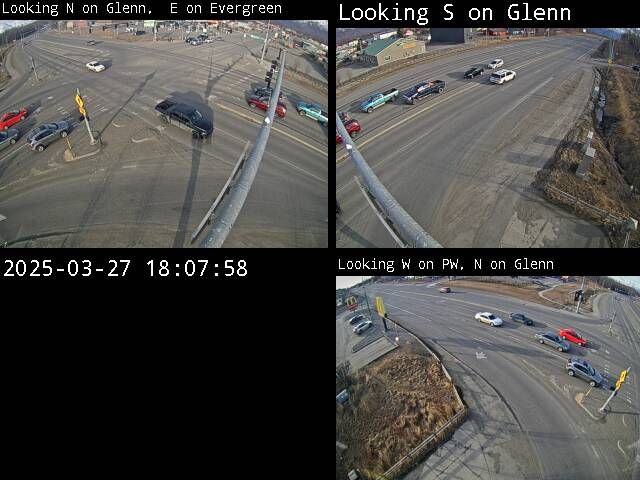 Looking N on Glenn,  E on Evergreen
Looking S on Glenn
2025-03-27 18:07:58
Looking W on PW, N on Glenn